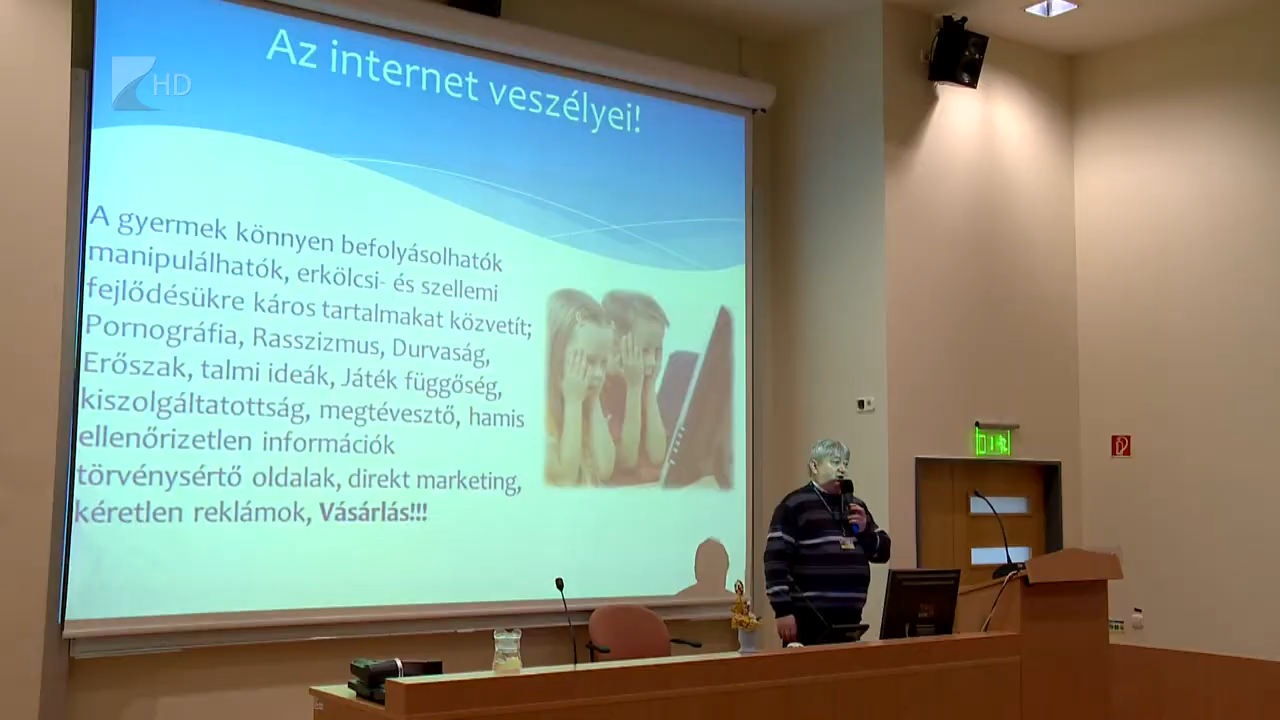 HD
Az internet veszélyei!
A gyermek könnyen befolyásolhatók
manipulálhatók, erkölcsi- és szellemi
fejlődésükre káros tartalmakat közvetít;
Pornográfia, Rasszizmus, Durvaság,
Erőszak, talmi ideák, Játék függőség,
kiszolgáltatottság, megtévesztő, hamis
ellenőrizetlen információk
törvénysértő oldalak, direkt marketing,
kéretlen reklámok, Vásárlás!!!